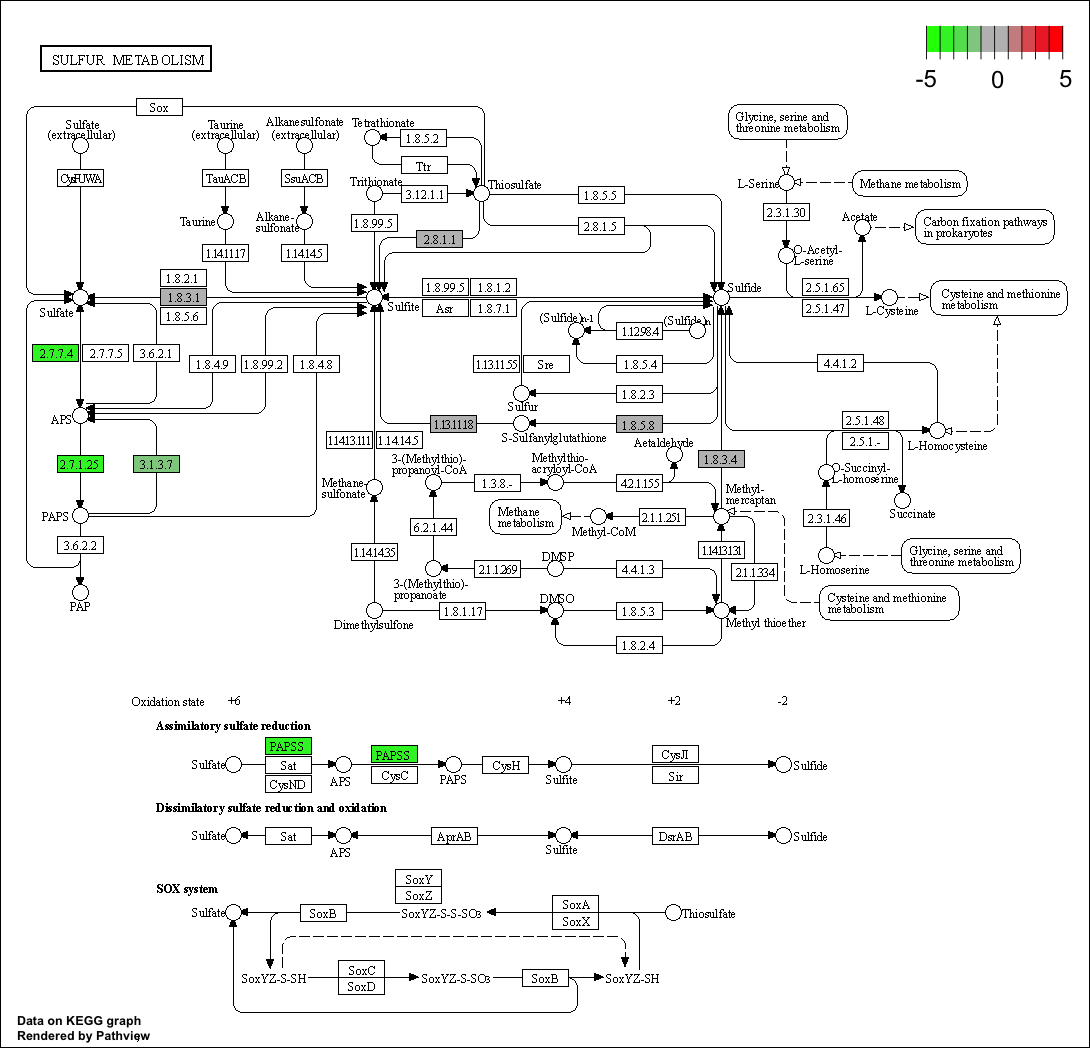 SULFUR METABOLISM
-5 0 5
Sox
Sulfate
(extracellular)
Taurine
(extracellular)
Alkanesulfonate
(extracellular)
Tetrathionate
1.8.5.2
Ttr
Glycine, serine and
threonine metabolism
CysPUWA
TauACB
SsuACB
Trithionate
3.12.1.1
Thiosulfate
1.8.5.5
L-Serine
Methane metabolism
Taurine
Alkane-
sulfonate
1.8.99.5
2.8.1.1
2.8.1.5
2.3.1.30
Acetate
Carbon fixation pathways
in prokaryotes
1.14.11.17
1.14.14.5
O-Acetyl-
L-serine
1.8.2.1
1.8.3.1
1.8.5.6
Sulfate
Sulfite
1.8.99.5
1.8.1.2
Asr
1.8.7.1
Sulfide
2.5.1.65
2.5.1.47
L-Cysteine
Cysteine and methionine
metabolism
(Sulfide)n-1
1.12.98.4
(Sulfide)n
2.7.7.4
2.7.7.5
3.6.2.1
1.8.4.9
1.8.99.2
1.8.4.8
1.13.11.55
Sre
1.8.5.4
4.4.1.2
Sulfur
1.8.2.3
APS
1.13.11.18
S-Sulfanylglutathione
1.8.5.8
2.5.1.48
2.5.1.-
L-Homocysteine
1.14.13.111
1.14.14.5
Aetaldehyde
2.7.1.25
3.1.3.7
3-(Methylthio)-
propanoyl-CoA
Methylthio-
acryloyl-CoA
1.8.3.4
O-Succinyl-
L-homoserine
Methane-
sulfonate
1.3.8.-
4.2.1.155
Methyl-
mercaptan
Succinate
PAPS
Methane
metabolism
Methyl-CoM
2.1.1.251
2.3.1.46
6.2.1.44
3.6.2.2
1.14.14.35
1.14.13.131
L-Homoserine
Glycine, serine and
threonine metabolism
DMSP
2.1.1.269
4.4.1.3
2.1.1.334
3-(Methylthio)-
propanoate
PAP
DMSO
Cysteine and methionine
metabolism
Dimethylsulfone
1.8.1.17
1.8.5.3
Methyl thioether
1.8.2.4
Oxidation state +6 +4 +2 -2
Assimilatory sulfate reduction
PAPSS
PAPSS
CysJI
Sulfate
Sat
APS
CysC
PAPS
CysH
Sulfite
Sir
Sulfide
CysND
Dissimilatory sulfate reduction and oxidation
Sulfate
Sat
APS
AprAB
Sulfite
DsrAB
Sulfide
SOX system
SoxY
SoxZ
Sulfate
SoxB
SoxYZ-S-S-SO3
SoxA
SoxX
Thiosulfate
SoxYZ-S-SH
SoxC
SoxD
SoxYZ-S-SO3
SoxB
SoxYZ-SH
Data on KEGG graph
Rendered by Pathview